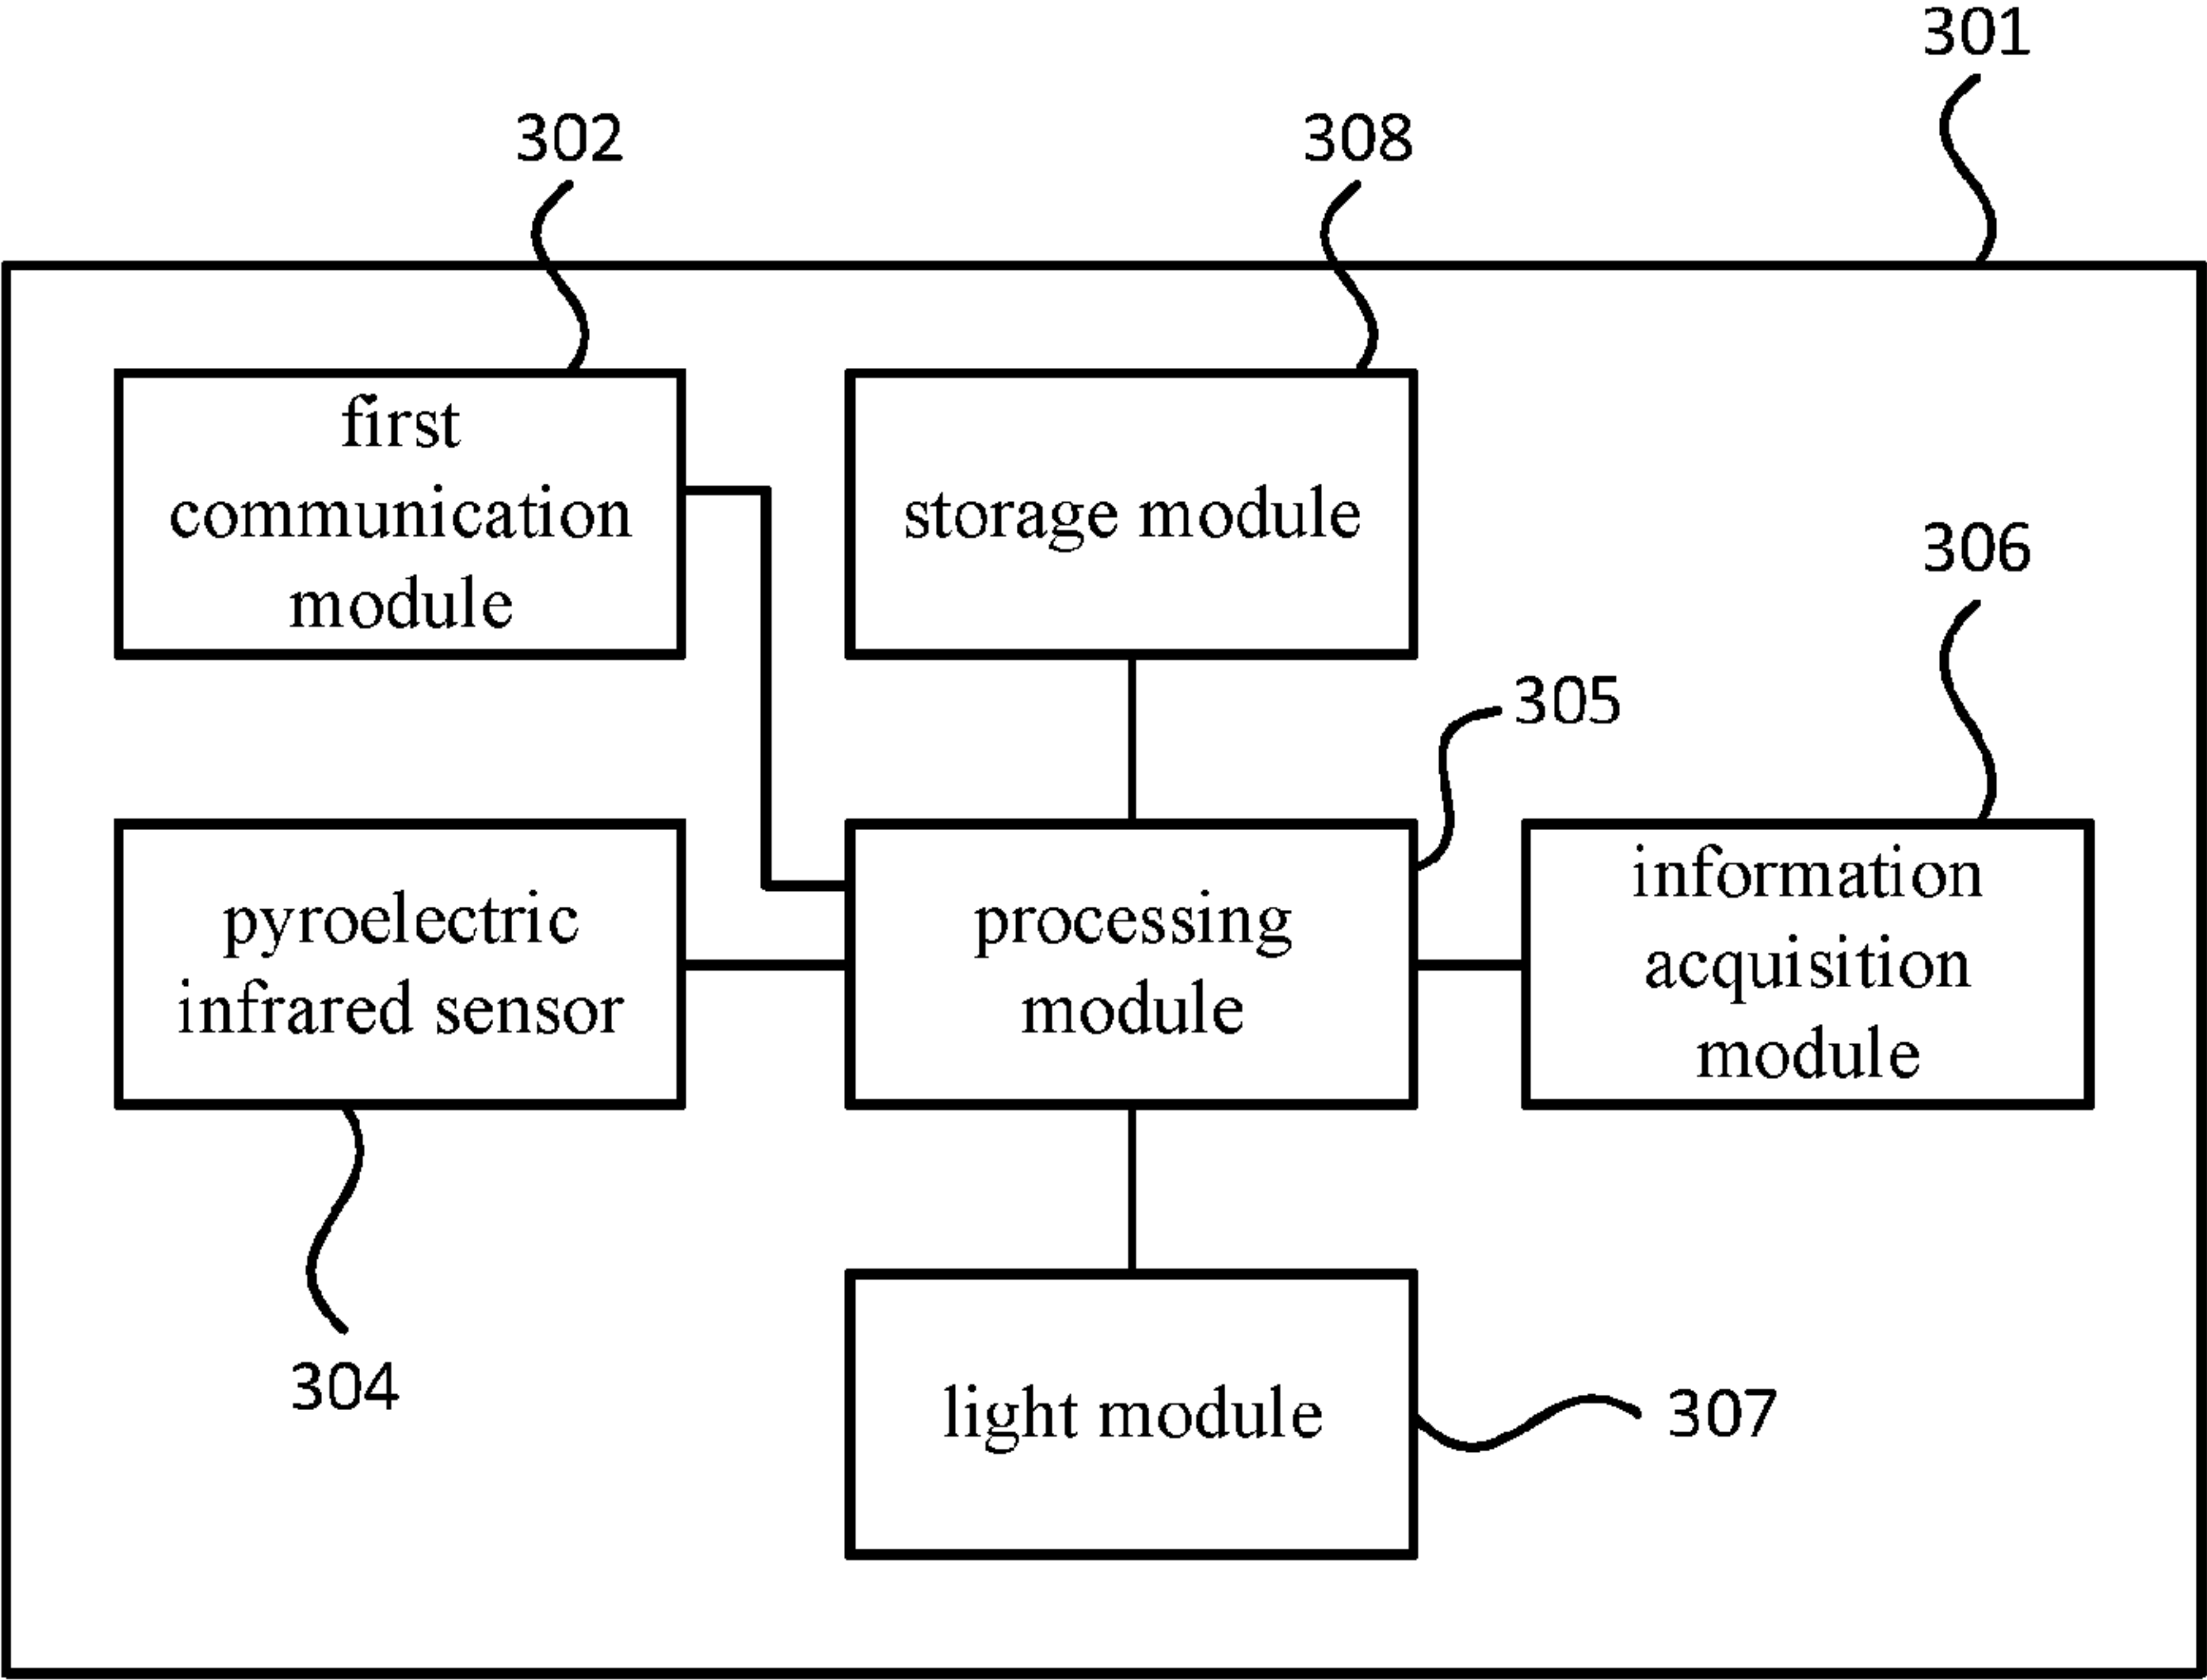 301
302
308
first
communication
module
storage module
306
305
pyroelectric
infrared sensor
processing
module
information
acquisition
module
304
light module
307